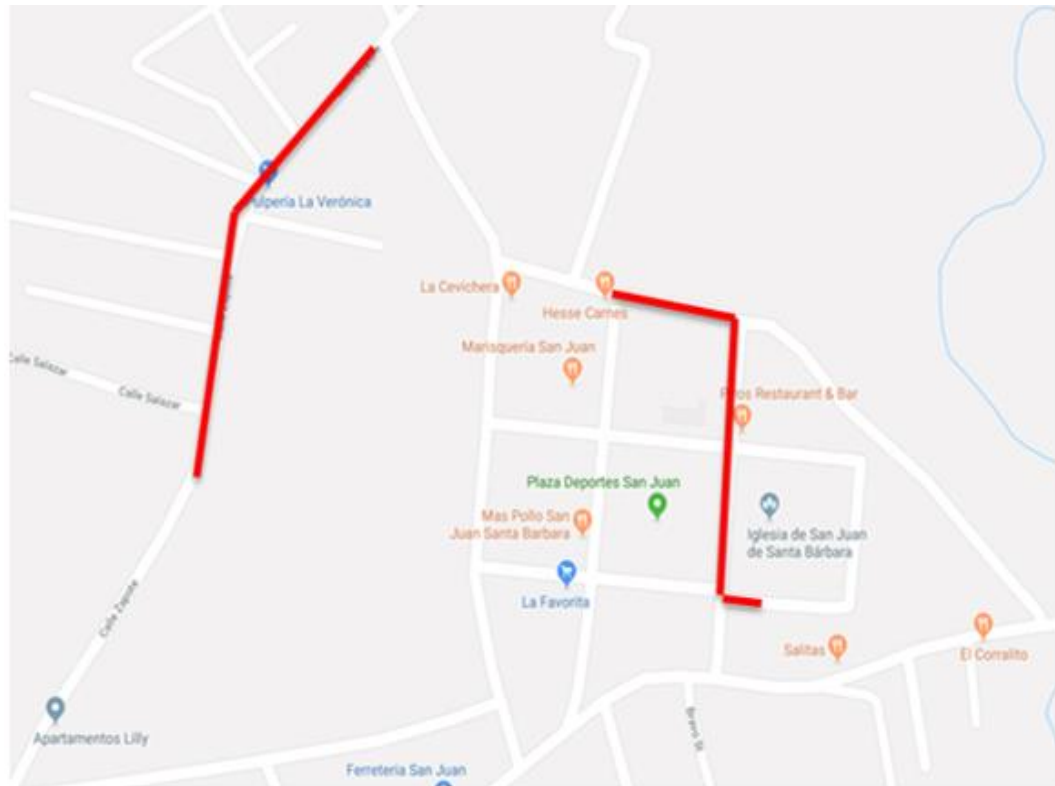 ulpería La Verónica
La Cevichera
Hesse Carnes
Marisquería San Juan
Calle Salazar
Calle Salazar
os Restaurant & Bar
Plaza Deportes San Juan
Mas Pollo San
Juan Santa Barbara
Iglesia de San Juan
de Santa Bárbara
La Favorita
Calle Zapote
Salitas
El Corralito
Bravo St
Apartamentos Lilly
Ferretería San Juan